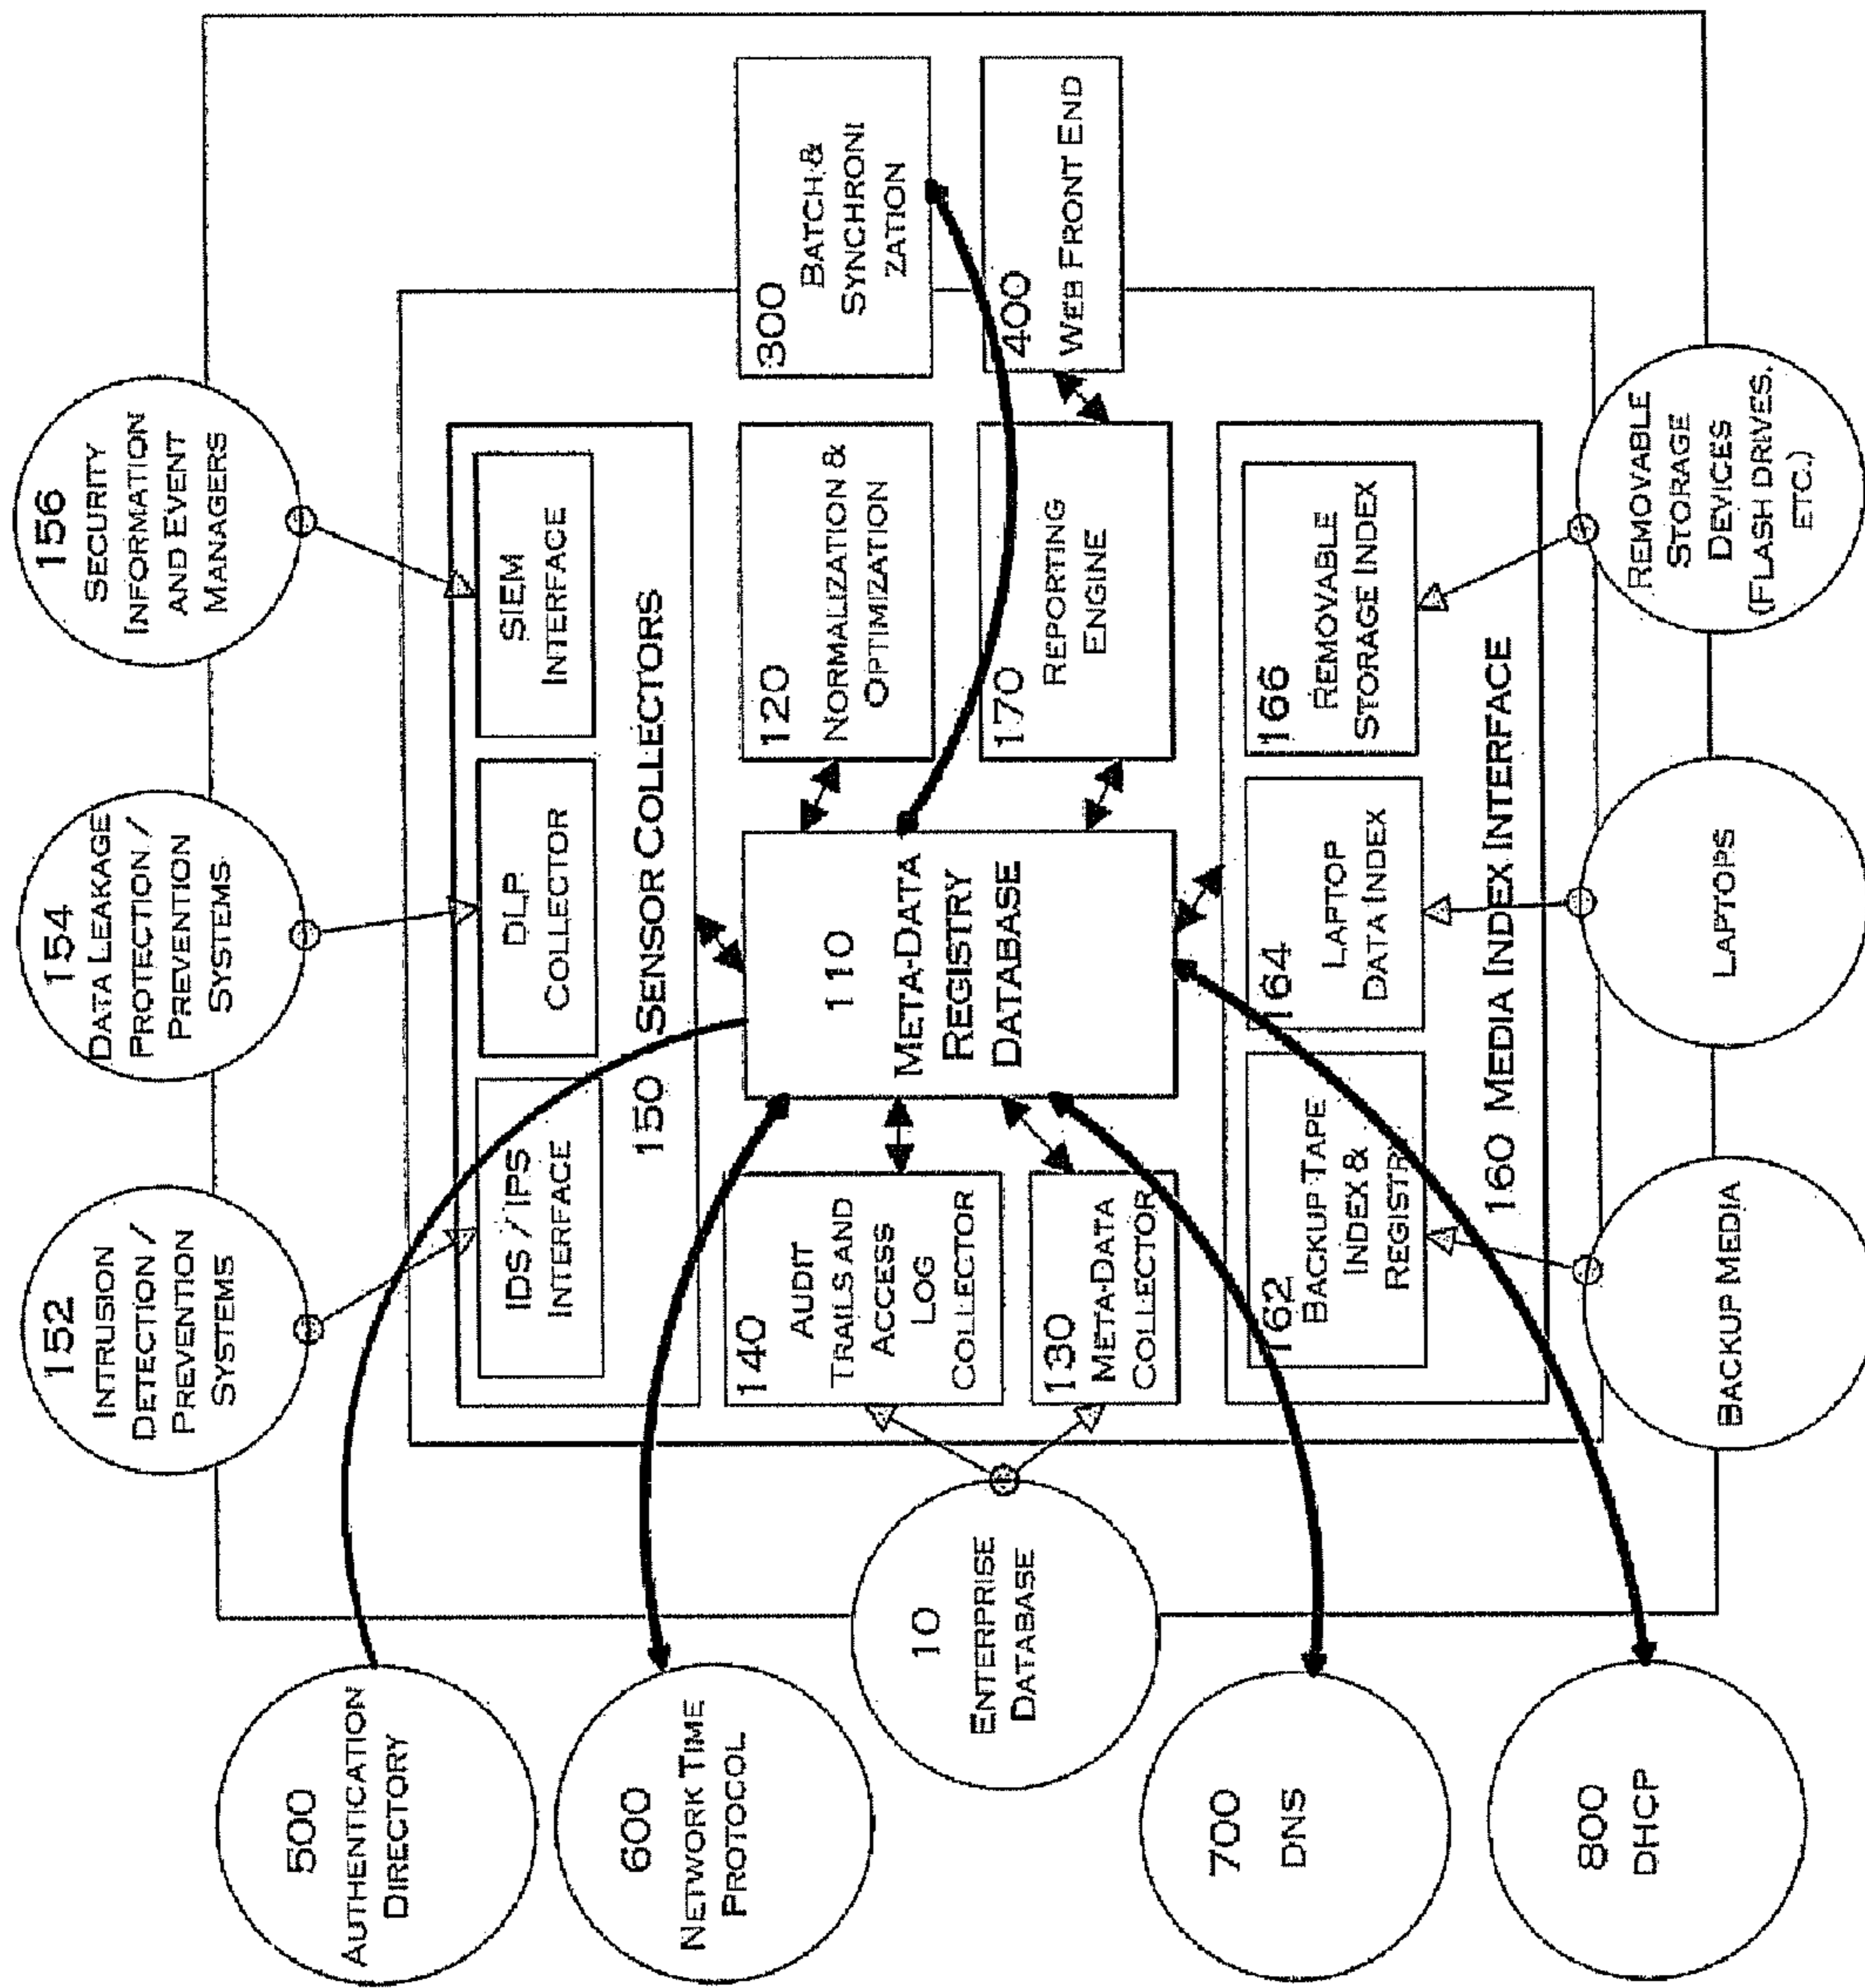 152
INTRUSION
DETECTION /
PREVENTION
SYSTEMS
154
DATA LEAKAGE
PROTECTION /
PREVENTION
SYSTEMS
156
SECURITY
INFORMATION
AND EVENT
MANAGERS
500
AUTHENTICATION
DIRECTORY
IDS / IPS
INTERFACE
DLP
COLLECTOR
SIEM
INTERFACE
150 SENSOR COLLECTORS
600
NETWORK TIME
PROTOCOL
140
AUDIT
TRAILS AND
ACCESS
LOG
COLLECTOR
110
META-DATA
REGISTRY
DATABASE
120
NORMALIZATION &
OPTIMIZATION
300
BATCH &
SYNCHRONI
ZATION
10
ENTERPRISE
DATABASE
130
META-DATA
COLLECTOR
170
REPORTING
ENGINE
400
WEB FRONT END
700
DNS
162
BACKUP TAPE
INDEX &
REGISTR
164
LAPTOP
DATA INDEX
166
REMOVABLE
STORAGE INDEX
160 MEDIA INDEX INTERFACE
800
DHCP
BACKUP MEDIA
LAPTOPS
REMOVABLE
STORAGE
DEVICES
(FLASH DRIVES,
ETC.)